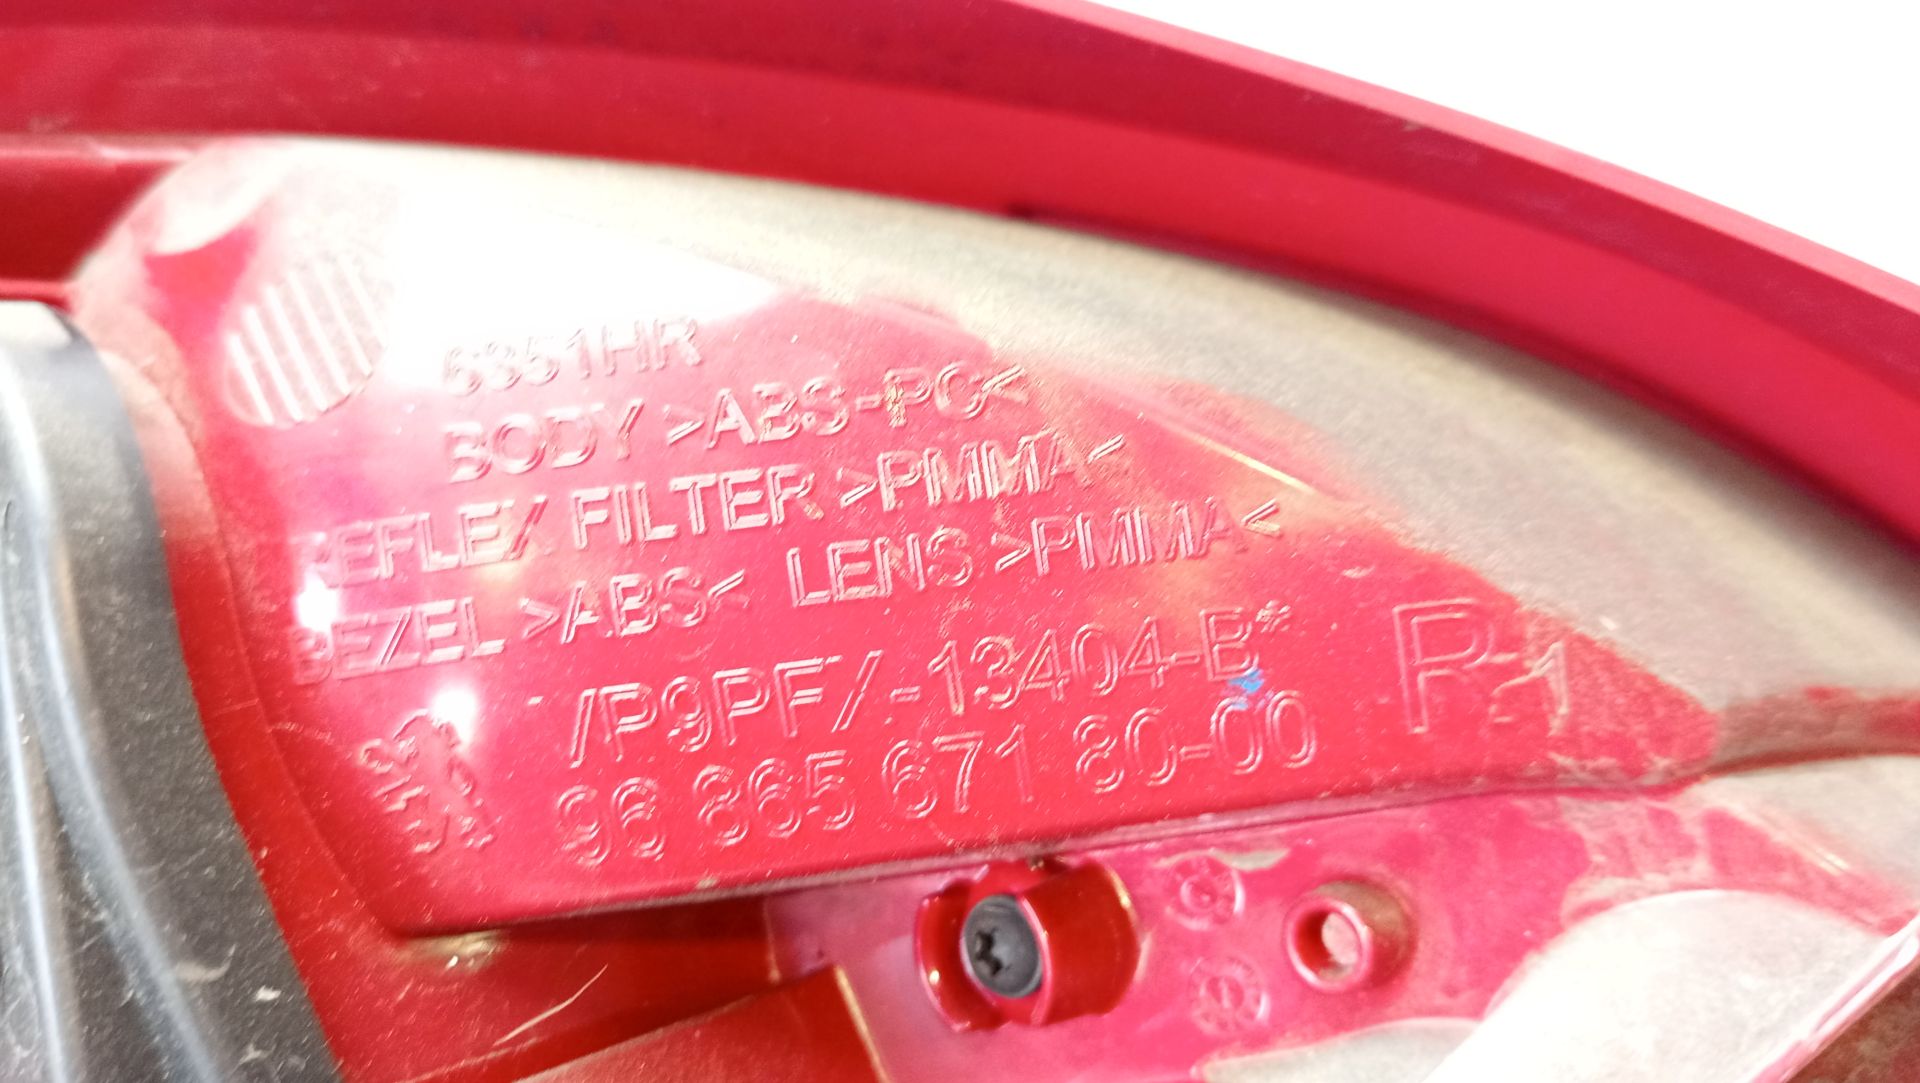 6351HR
BODY >ABS-PC<
REFLEX FILTER >PMMA<
BEZEL >ABS< LENS >PMMA<
/P9PF/-13404-B*
R-1
96 865 671 80-00